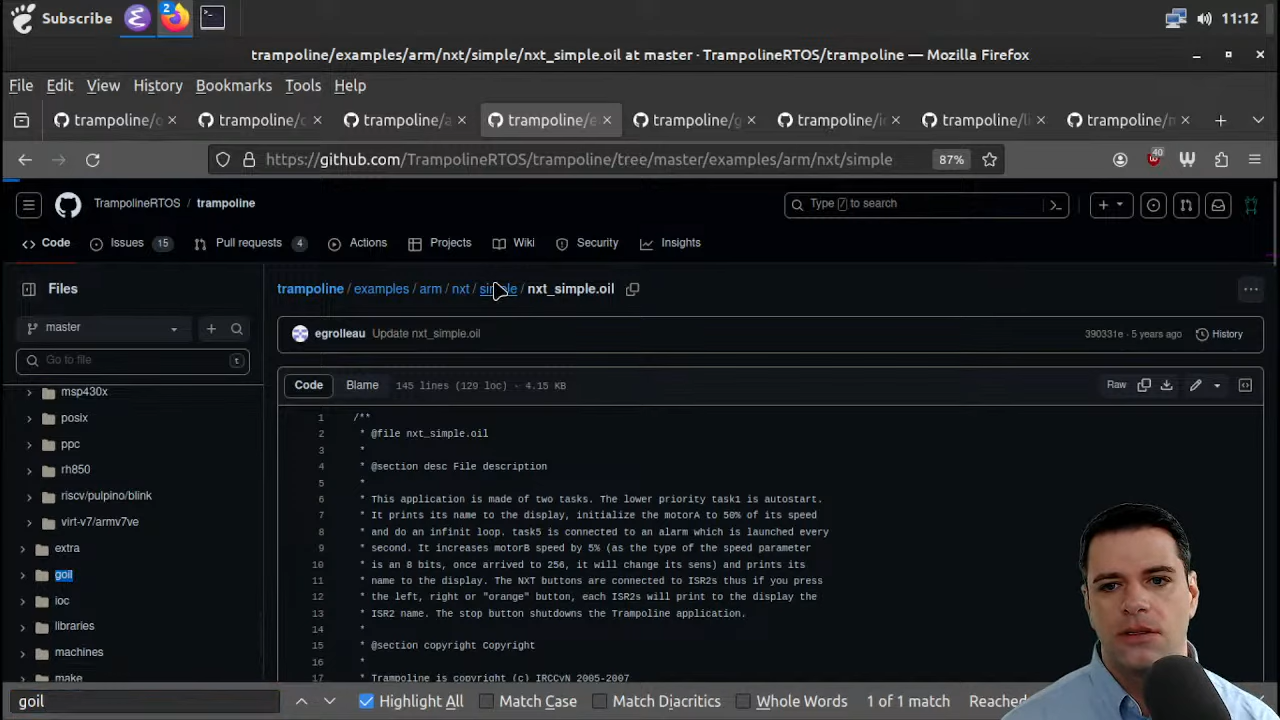 Subscribe 2 11:12
trampoline/examples/arm/nxt/simple/nxt_simple.oil at master · TrampolineRTOS/trampoline — Mozilla Firefox
File Edit View History Bookmarks Tools Help
trampoline/ trampoline/ trampoline/a trampoline/e trampoline/g trampoline/i trampoline/li trampoline/m
https://github.com/TrampolineRTOS/trampoline/tree/master/examples/arm/nxt/simple 87% 40
TrampolineRTOS / trampoline Type / to search
Code Issues 15 Pull requests 4 Actions Projects Wiki Security Insights
Files trampoline / examples / arm / nxt / simple / nxt_simple.oil
master egrolleau Update nxt_simple.oil 390331e · 5 years ago History
Go to file t
Code Blame 145 lines (129 loc) · 4.15 KB Raw
msp430x
posix
ppc
rh850
riscv/pulpino/blink
virt-v7/armv7ve
extra
goil
ioc
libraries
machines
make
1 /**
2 * @file nxt_simple.oil
3 *
4 * @section desc File description
5 *
6 * This application is made of two tasks. The lower priority task1 is autostart.
7 * It prints its name to the display, initialize the motorA to 50% of its speed
8 * and do an infinit loop. task5 is connected to an alarm which is launched every
9 * second. It increases motorB speed by 5% (as the type of the speed parameter
10 * is an 8 bits, once arrived to 256, it will change its sens) and prints its
11 * name to the display. The NXT buttons are connected to ISR2s thus if you press
12 * the left, right or "orange" button, each ISR2s will print to the display the
13 * ISR2 name. The stop button shutdowns the Trampoline application.
14 *
15 * @section copyright Copyright
16 *
17 * Trampoline is copyright (c) IRCCyN 2005-2007
goil Highlight All Match Case Match Diacritics Whole Words 1 of 1 match Reached